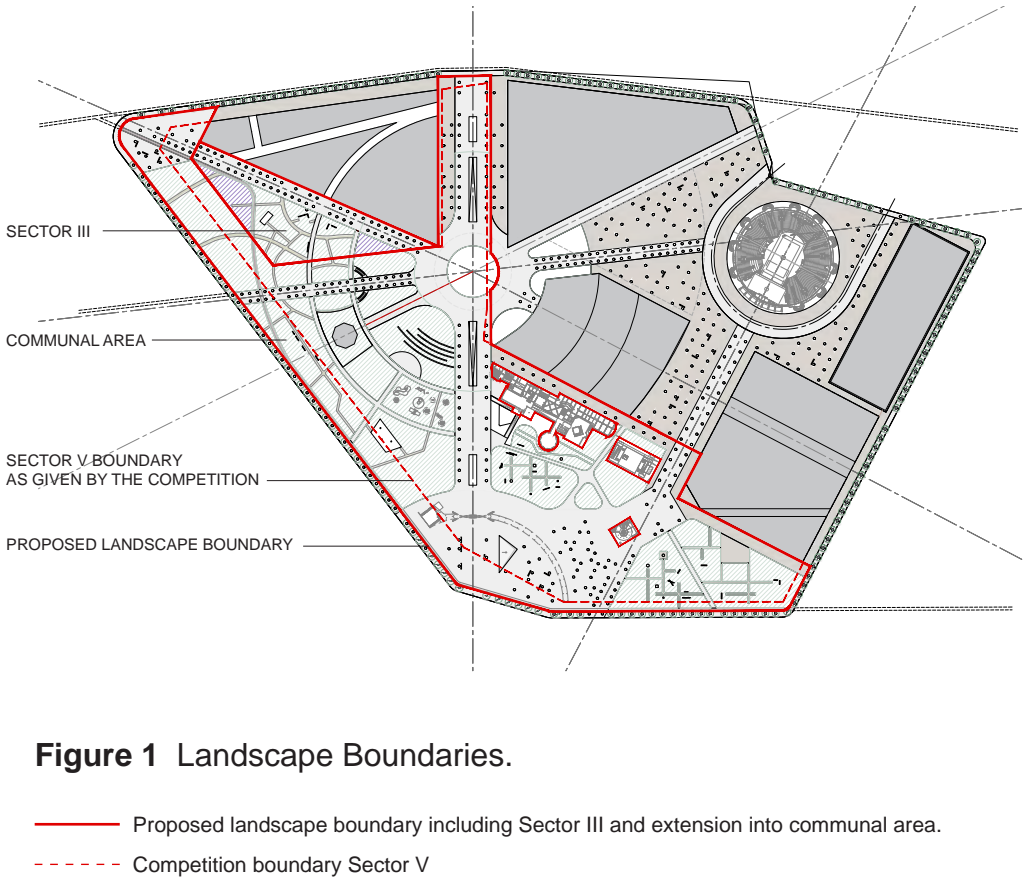 SECTOR III
COMMUNAL AREA
SECTOR V BOUNDARY
AS GIVEN BY THE COMPETITION
PROPOSED LANDSCAPE BOUNDARY
Figure 1 Landscape Boundaries.
Proposed landscape boundary including Sector III and extension into communal area.
Competition boundary Sector V